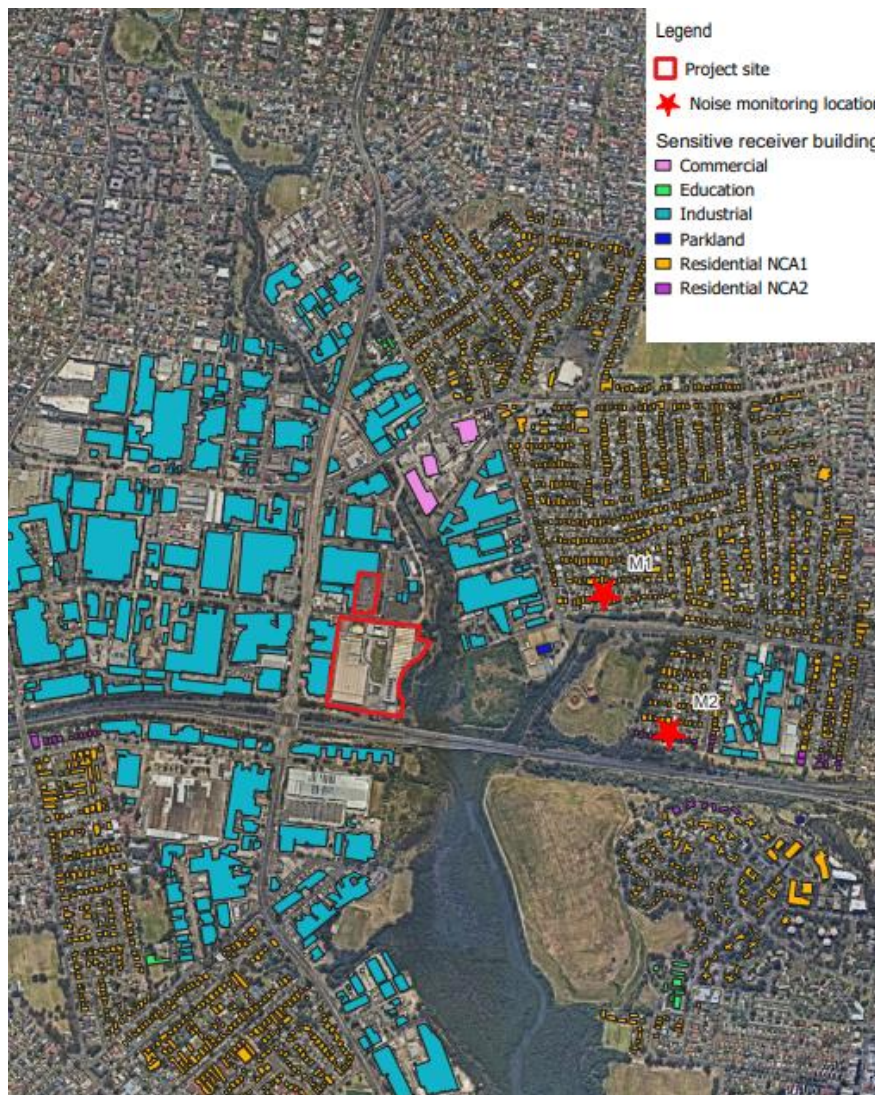 Legend
Project site
Noise monitoring location
Sensitive receiver building
Commercial
Education
Industrial
Parkland
Residential NCA1
Residential NCA2
M1
M2